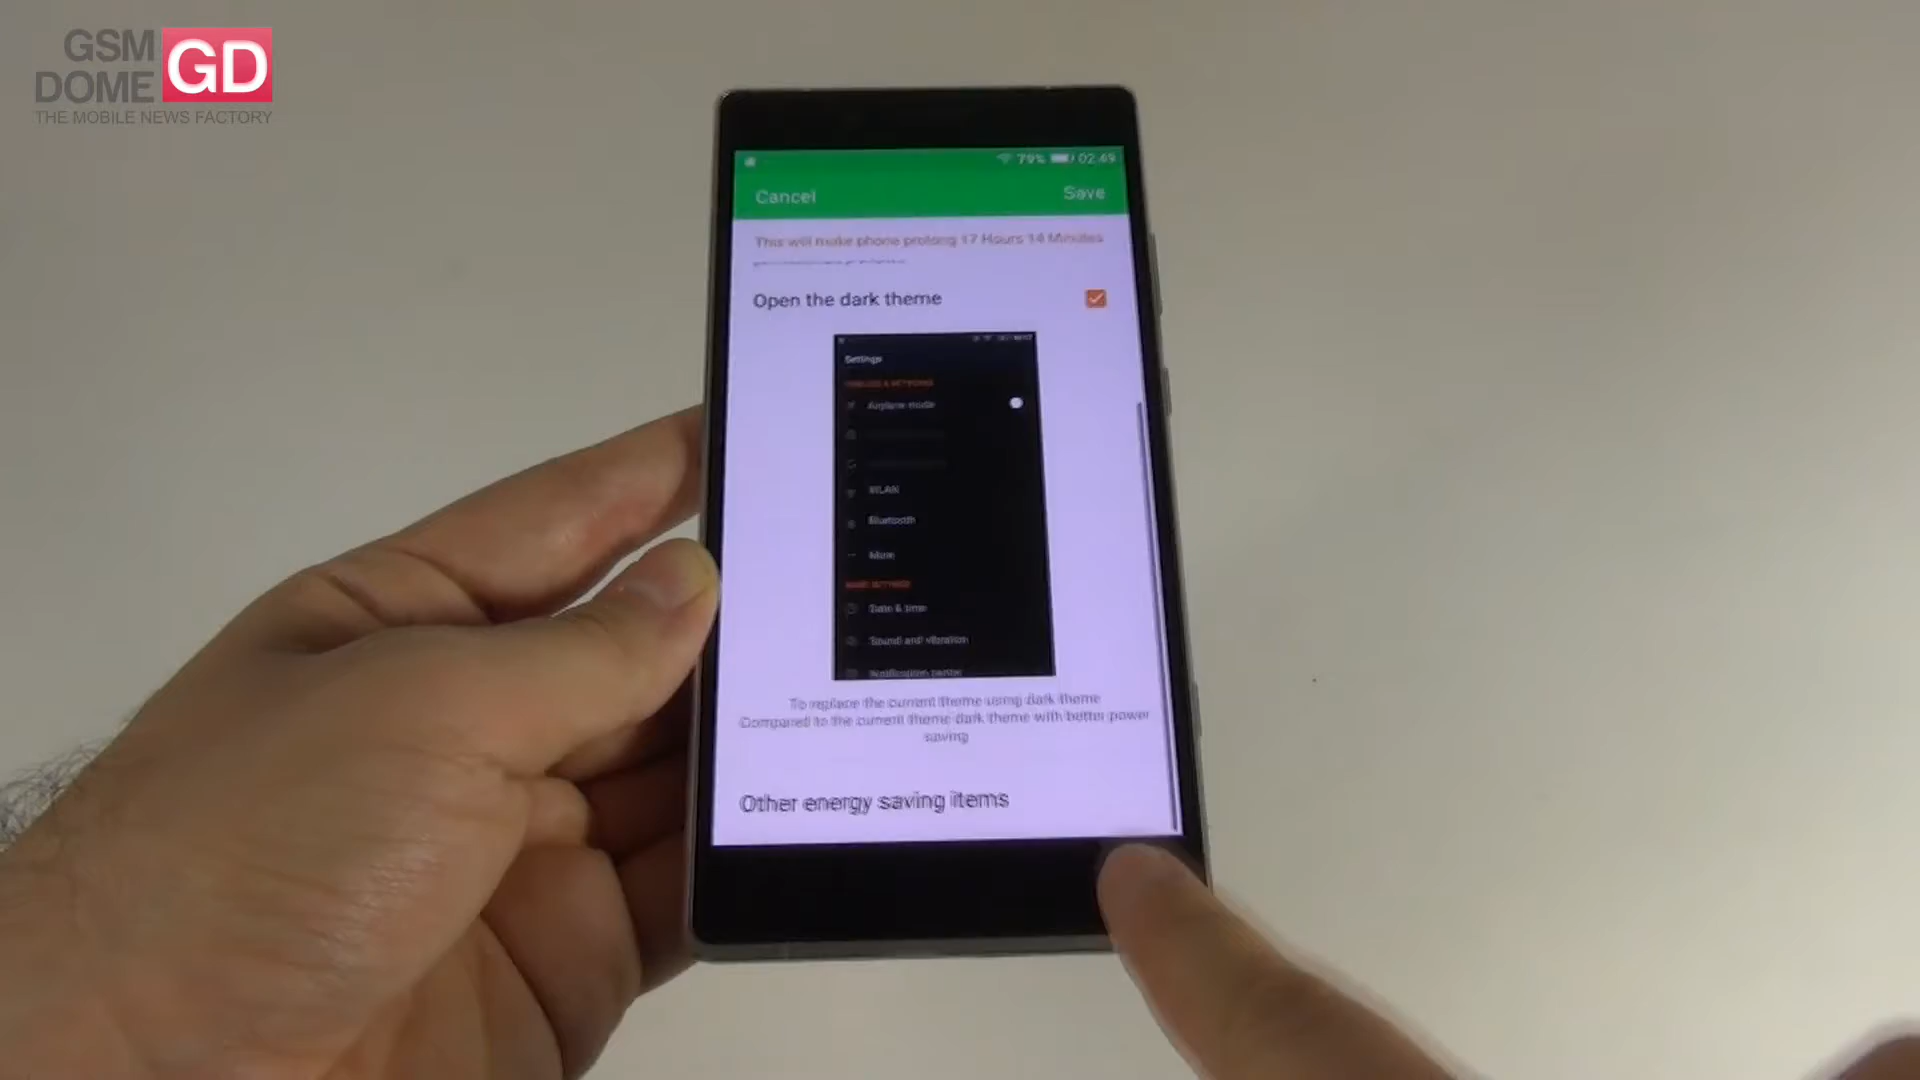 GSM
DOME GD
THE MOBILE NEWS FACTORY
79% 02:49
Cancel
Save
This will make phone prolong 17 Hours 14 Minutes
Open the dark theme
Settings
WIRELESS & NETWORKS
Airplane mode
WLAN
Bluetooth
More
Date & time
Sound and vibration
To replace the current theme using dark theme
Compared to the current theme dark theme with better power
saving
Other energy saving items